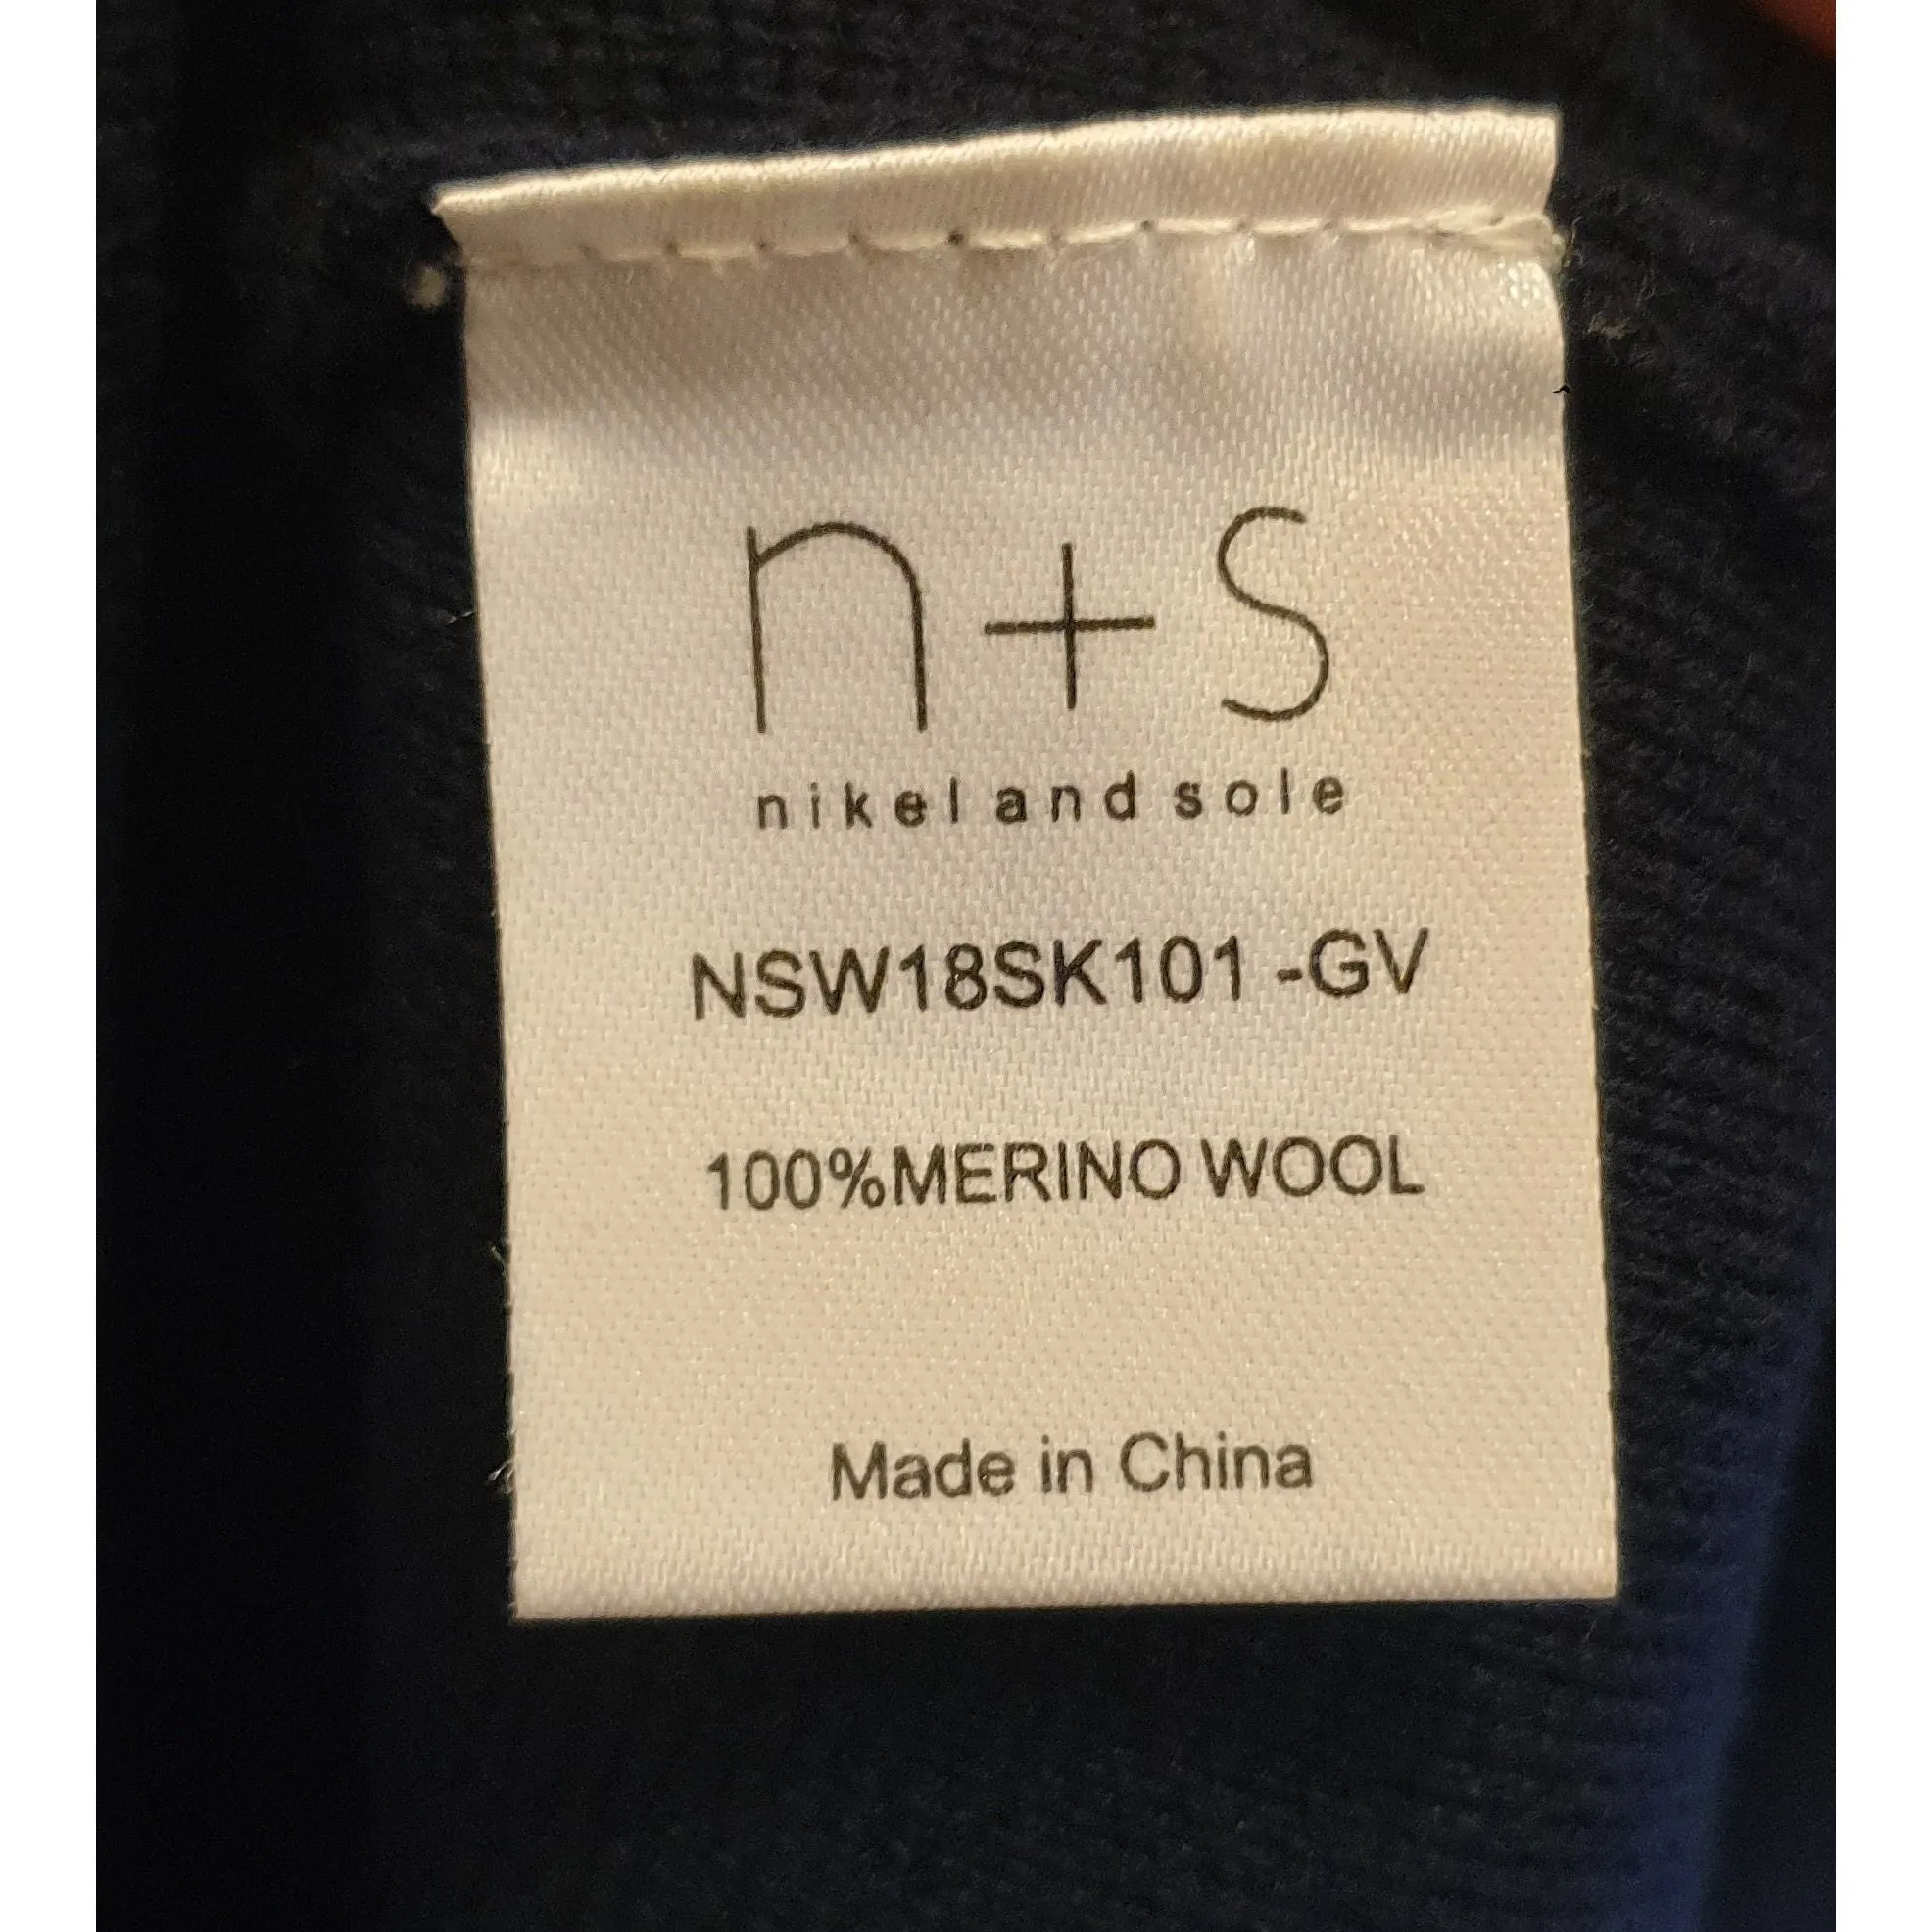 n+s
nikel and sole
NSW18SK101-GV
100%MERINO WOOL
Made in China